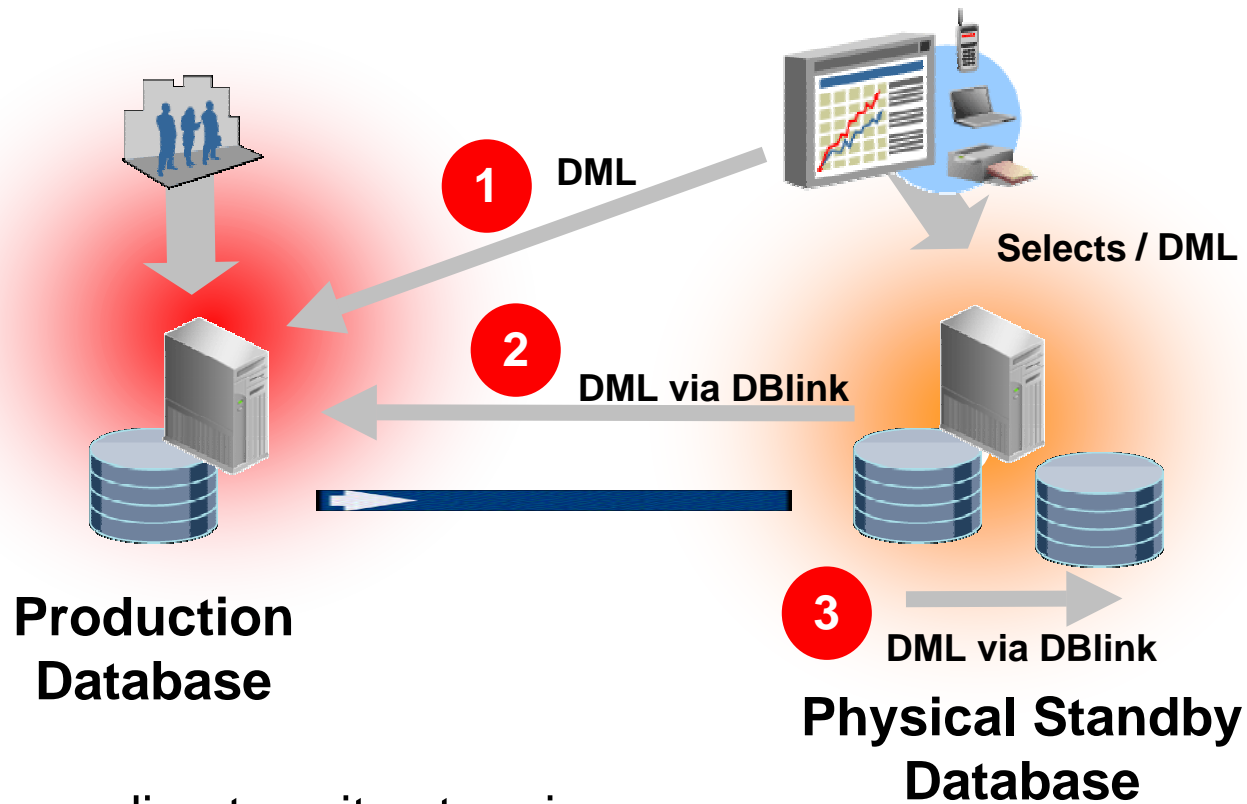 1
DML
Selects / DML
2
DML via DBlink
3
DML via DBlink
Production
Database
Physical Standby
Database